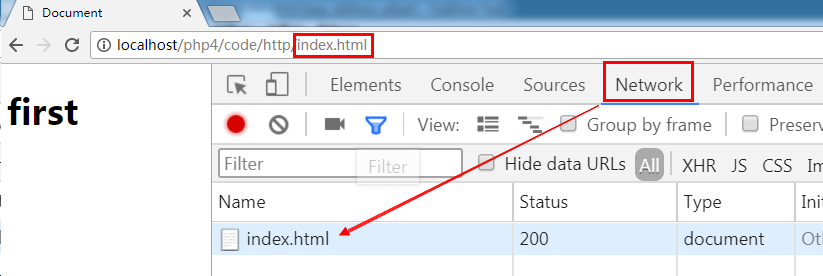 Document
localhost/php4/code/http/index.html
first
Elements Console Sources Network Performance
View: Group by frame Preserv
Filter Hide data URLs All XHR JS CSS Im
Filter
Name Status Type Init
index.html 200 document Oth